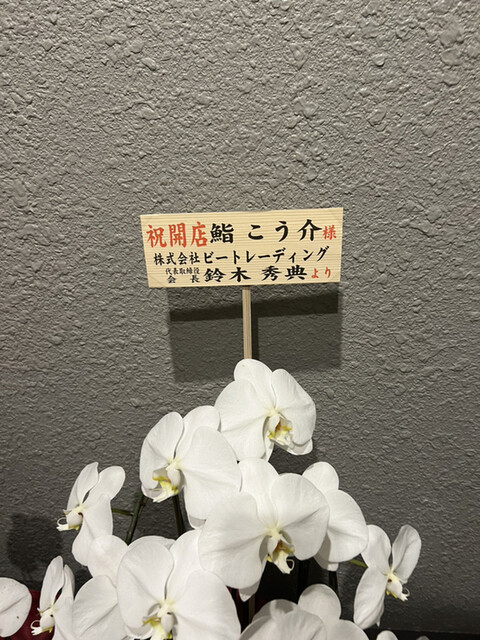 祝開店 鮨 こう介様
株式会社ビートレーディング
代表取締役
会長 鈴木 秀典より